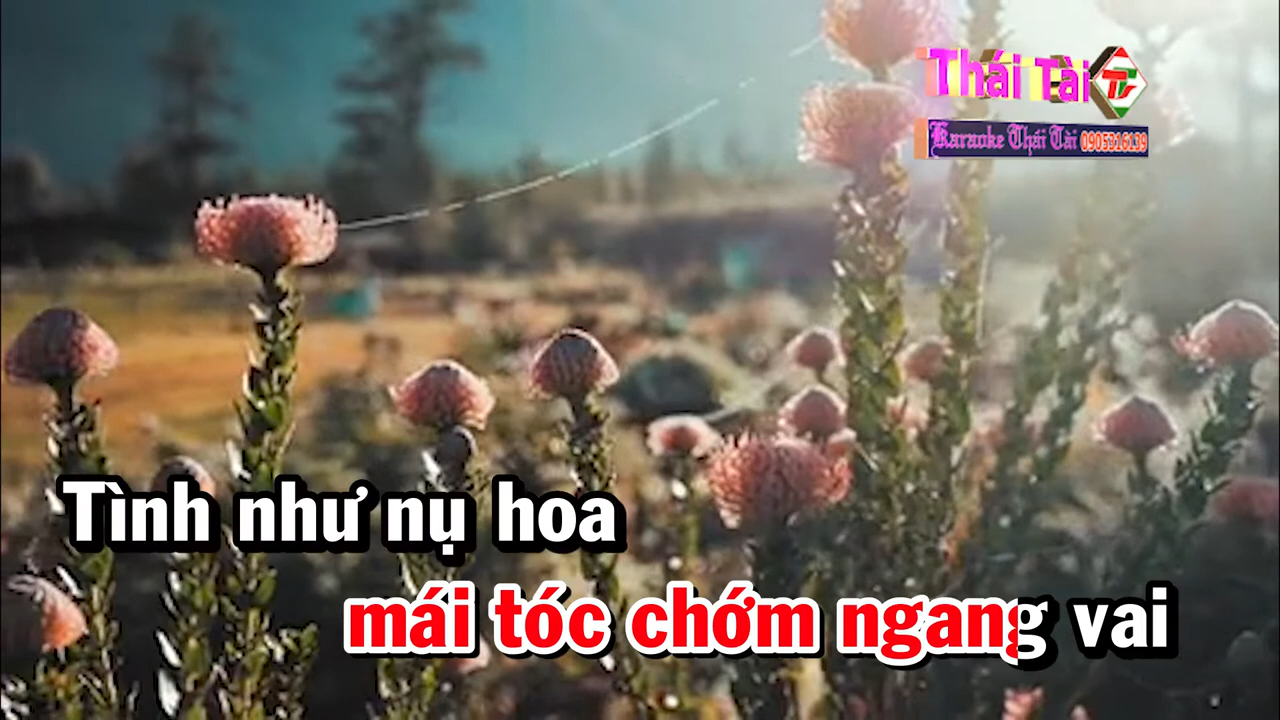 Thái Tài
Karaoke Thái Tài 0905316139
Tình như nụ hoa
mái tóc chớm ngang vai